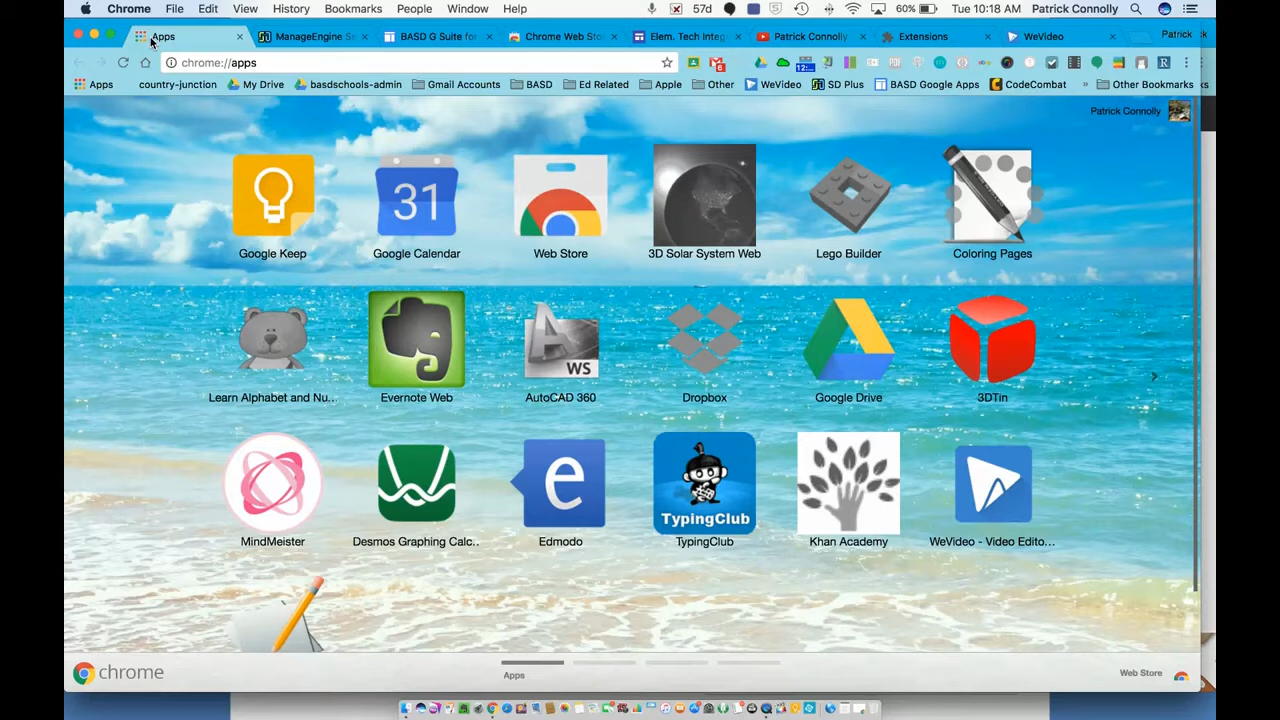 Chrome File Edit View History Bookmarks People Window Help 57d 60% Tue 10:18 AM Patrick Connolly
Apps ManageEngine Se BASD G Suite for Chrome Web Sto Elem. Tech Integ Patrick Connolly Extensions WeVideo Patrick
chrome://apps
Apps country-junction My Drive basdschools-admin Gmail Accounts BASD Ed Related Apple Other WeVideo SD Plus BASD Google Apps CodeCombat » Other Bookmarks
Patrick Connolly
31
Google Keep Google Calendar Web Store 3D Solar System Web Lego Builder Coloring Pages
A WS
Learn Alphabet and Nu... Evernote Web AutoCAD 360 Dropbox Google Drive 3DTin
e TypingClub
MindMeister Desmos Graphing Calc.. Edmodo TypingClub Khan Academy WeVideo - Video Edito...
chrome Apps Web Store